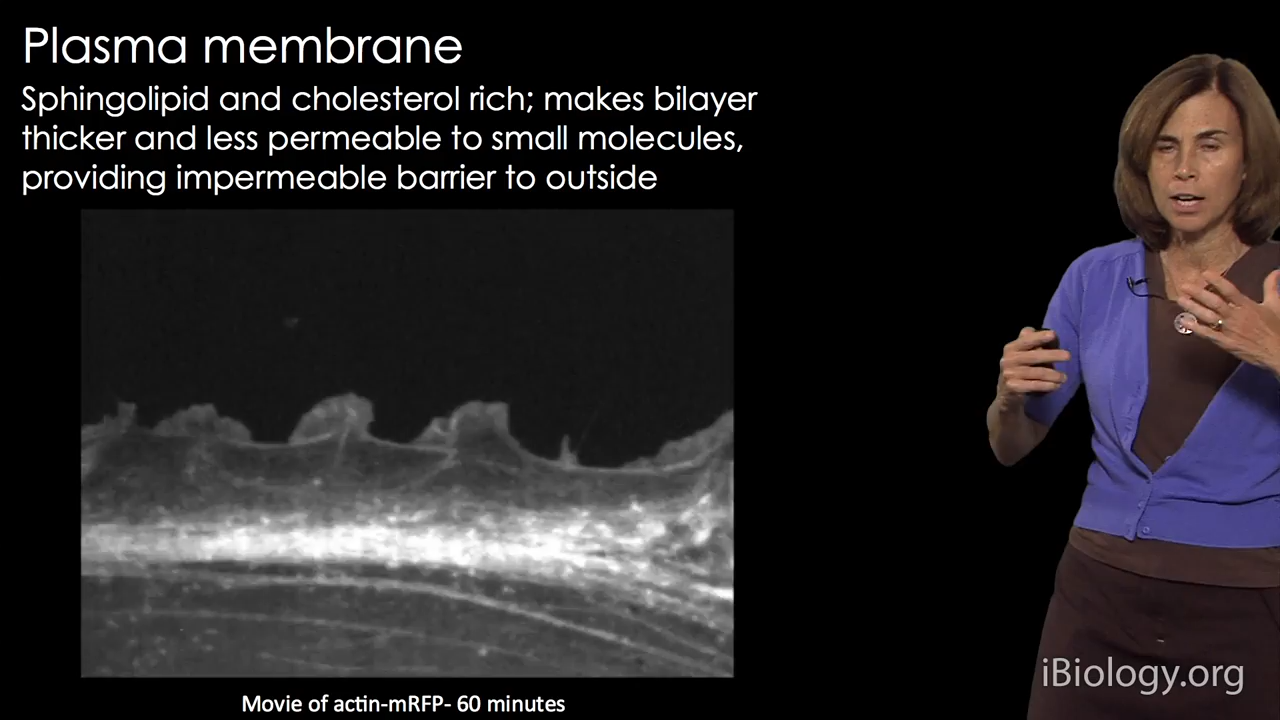 Plasma membrane
Sphingolipid and cholesterol rich; makes bilayer
thicker and less permeable to small molecules,
providing impermeable barrier to outside
Movie of actin-mRFP- 60 minutes
iBiology.org